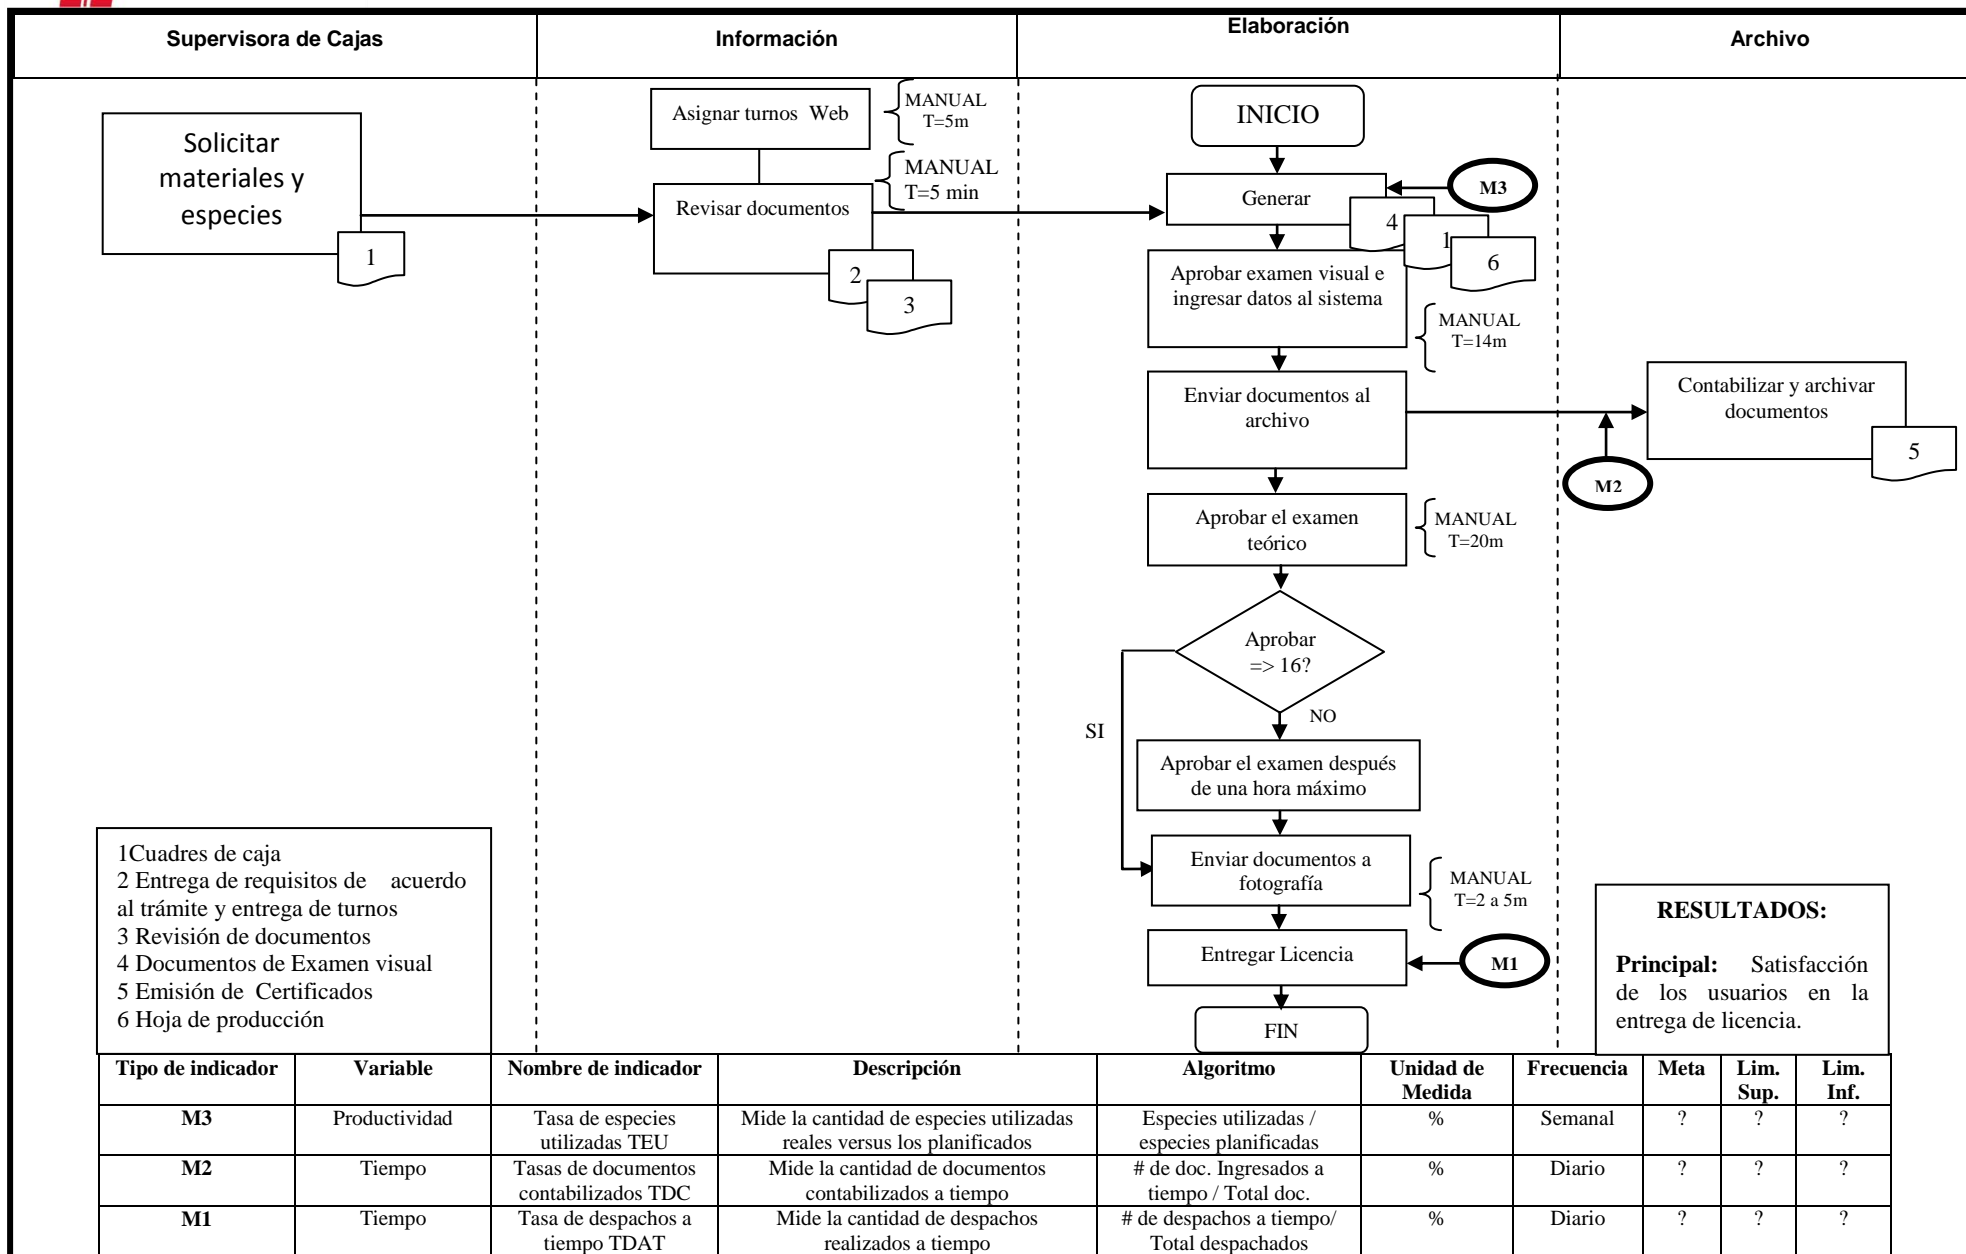 Supervisora de Cajas
Información
Elaboración
Archivo
Solicitar
materiales y
especies
1
Asignar turnos Web
MANUAL
T=5m
MANUAL
T=5 min
Revisar documentos
2
3
INICIO
Generar
M3
4
1
6
Aprobar examen visual e
ingresar datos al sistema
MANUAL
T=14m
Enviar documentos al
archivo
Contabilizar y archivar
documentos
5
M2
Aprobar el examen
teórico
MANUAL
T=20m
Aprobar
=> 16?
SI
NO
Aprobar el examen después
de una hora máximo
Enviar documentos a
fotografía
MANUAL
T=2 a 5m
Entregar Licencia
M1
FIN
1Cuadres de caja
2 Entrega de requisitos de acuerdo
al trámite y entrega de turnos
3 Revisión de documentos
4 Documentos de Examen visual
5 Emisión de Certificados
6 Hoja de producción
RESULTADOS:
Principal: Satisfacción
de los usuarios en la
entrega de licencia.
Tipo de indicador
Variable
Nombre de indicador
Descripción
Algoritmo
Unidad de
Medida
Frecuencia
Meta
Lim.
Sup.
Lim.
Inf.
M3
Productividad
Tasa de especies
utilizadas TEU
Mide la cantidad de especies utilizadas
reales versus los planificados
Especies utilizadas /
especies planificadas
%
Semanal
?
?
?
M2
Tiempo
Tasas de documentos
contabilizados TDC
Mide la cantidad de documentos
contabilizados a tiempo
# de doc. Ingresados a
tiempo / Total doc.
%
Diario
?
?
?
M1
Tiempo
Tasa de despachos a
tiempo TDAT
Mide la cantidad de despachos
realizados a tiempo
# de despachos a tiempo/
Total despachados
%
Diario
?
?
?